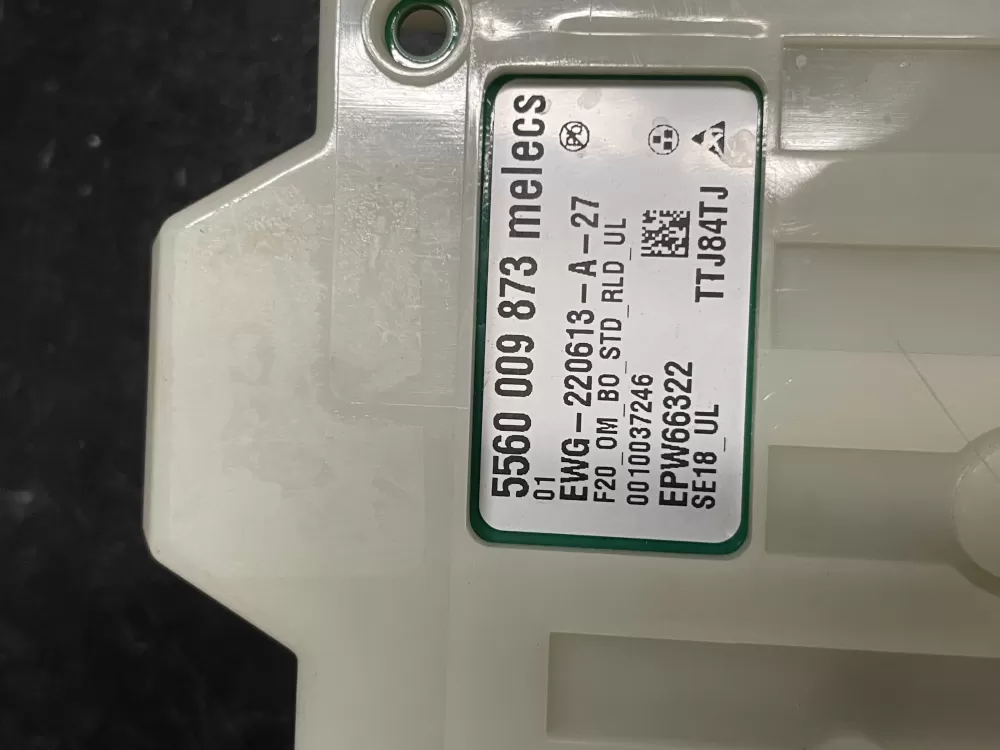 5560 009 873 melecs
01
EWG-220613-A-27
F20_OM_BO_STD_RLD_UL
0010037246
EPW66322
SE18_UL
TTJ84TJ